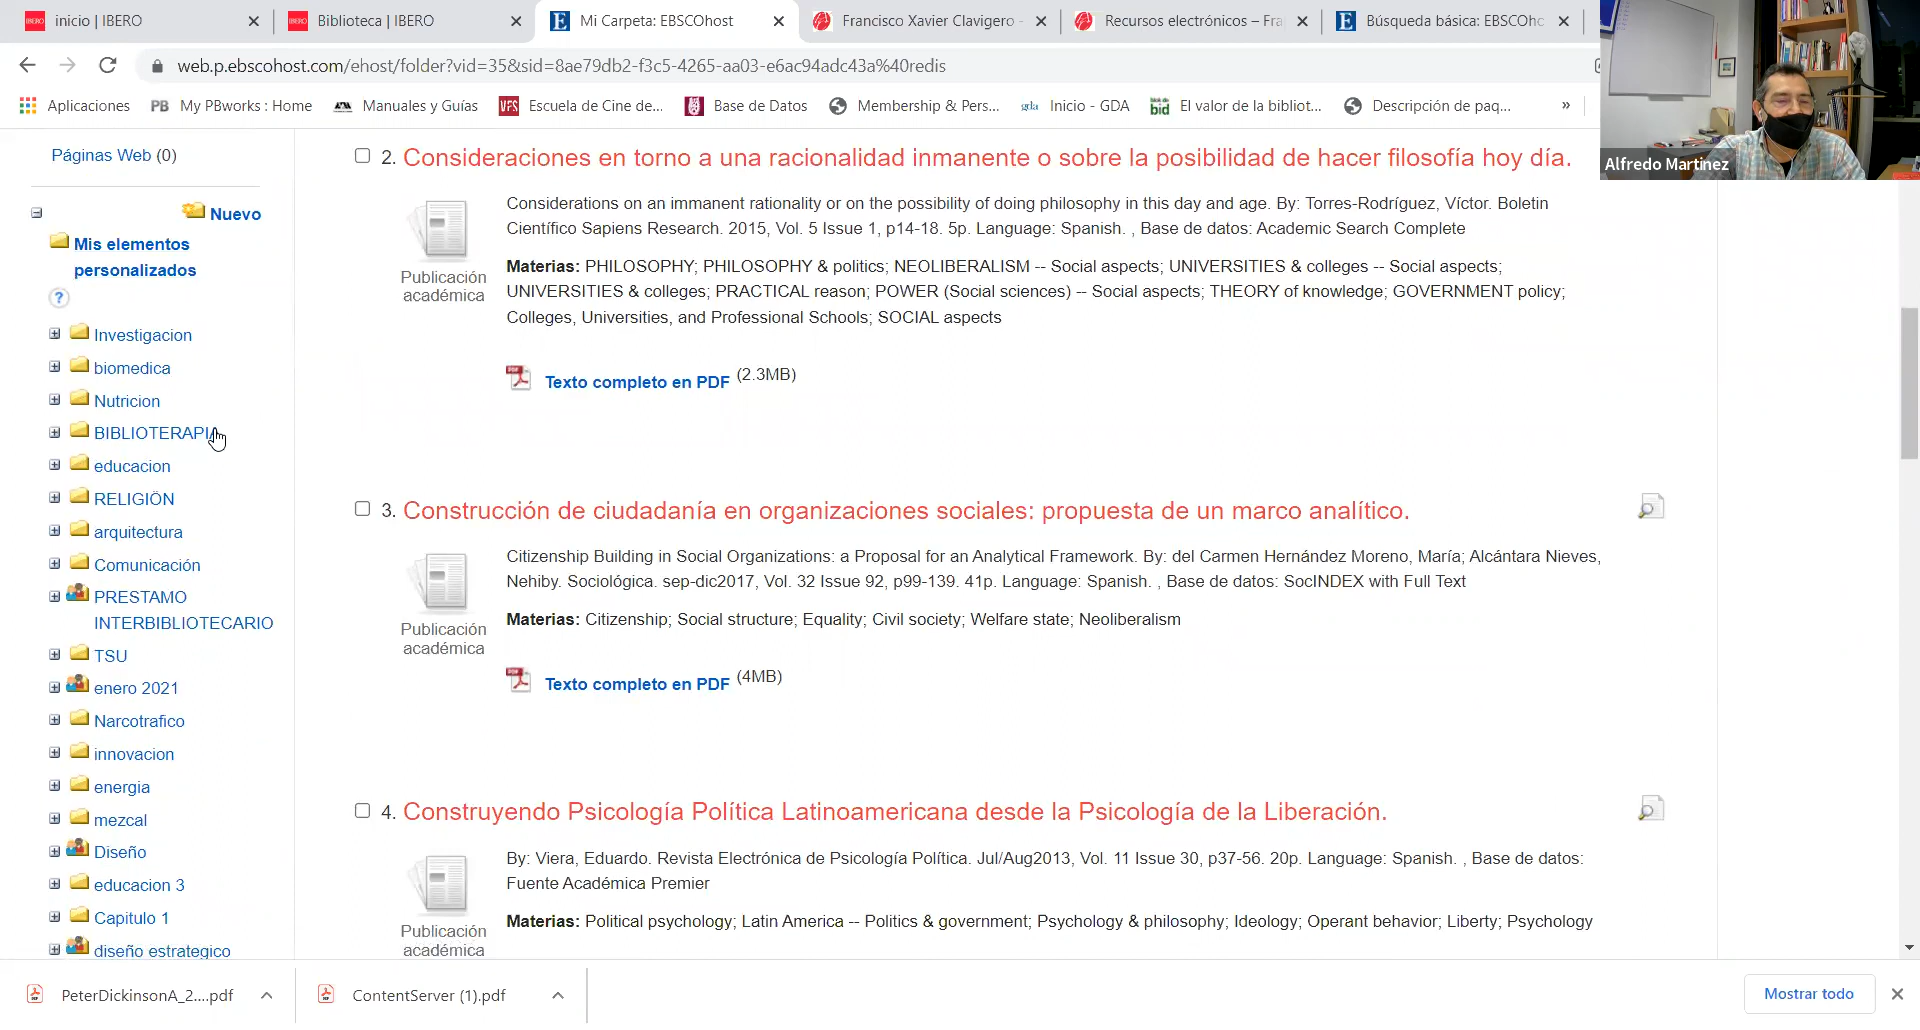 inicio | IBERO
Biblioteca | IBERO
Mi Carpeta: EBSCOhost
Francisco Xavier Clavigero -
Recursos electrónicos – Fra
Búsqueda básica: EBSCOhc
web.p.ebscohost.com/ehost/folder?vid=35&sid=8ae79db2-f3c5-4265-aa03-e6ac94adc43a%40redis
Aplicaciones
PB My PBworks : Home
Manuales y Guías
Escuela de Cine de...
Base de Datos
Membership & Pers...
gda Inicio - GDA
bid El valor de la bibliot...
Descripción de paq...
»
Alfredo Martinez
Páginas Web (0)
Nuevo
Mis elementos
personalizados
?
Investigacion
biomedica
Nutricion
BIBLIOTERAPIA
educacion
RELIGIÖN
arquitectura
Comunicación
PRESTAMO
INTERBIBLIOTECARIO
TSU
enero 2021
Narcotrafico
innovacion
energia
mezcal
Diseño
educacion 3
Capitulo 1
diseño estrategico
2. Consideraciones en torno a una racionalidad inmanente o sobre la posibilidad de hacer filosofía hoy día.
Considerations on an immanent rationality or on the possibility of doing philosophy in this day and age. By: Torres-Rodríguez, Víctor. Boletin
Científico Sapiens Research. 2015, Vol. 5 Issue 1, p14-18. 5p. Language: Spanish. , Base de datos: Academic Search Complete
Publicación
académica
Materias: PHILOSOPHY; PHILOSOPHY & politics; NEOLIBERALISM -- Social aspects; UNIVERSITIES & colleges -- Social aspects;
UNIVERSITIES & colleges; PRACTICAL reason; POWER (Social sciences) -- Social aspects; THEORY of knowledge; GOVERNMENT policy;
Colleges, Universities, and Professional Schools; SOCIAL aspects
Texto completo en PDF (2.3MB)
3. Construcción de ciudadanía en organizaciones sociales: propuesta de un marco analítico.
Citizenship Building in Social Organizations: a Proposal for an Analytical Framework. By: del Carmen Hernández Moreno, María; Alcántara Nieves,
Nehiby. Sociológica. sep-dic2017, Vol. 32 Issue 92, p99-139. 41p. Language: Spanish. , Base de datos: SocINDEX with Full Text
Publicación
académica
Materias: Citizenship; Social structure; Equality; Civil society; Welfare state; Neoliberalism
Texto completo en PDF (4MB)
4. Construyendo Psicología Política Latinoamericana desde la Psicología de la Liberación.
By: Viera, Eduardo. Revista Electrónica de Psicología Política. Jul/Aug2013, Vol. 11 Issue 30, p37-56. 20p. Language: Spanish. , Base de datos:
Fuente Académica Premier
Publicación
académica
Materias: Political psychology; Latin America -- Politics & government; Psychology & philosophy; Ideology; Operant behavior; Liberty; Psychology
PeterDickinsonA_2....pdf
ContentServer (1).pdf
Mostrar todo